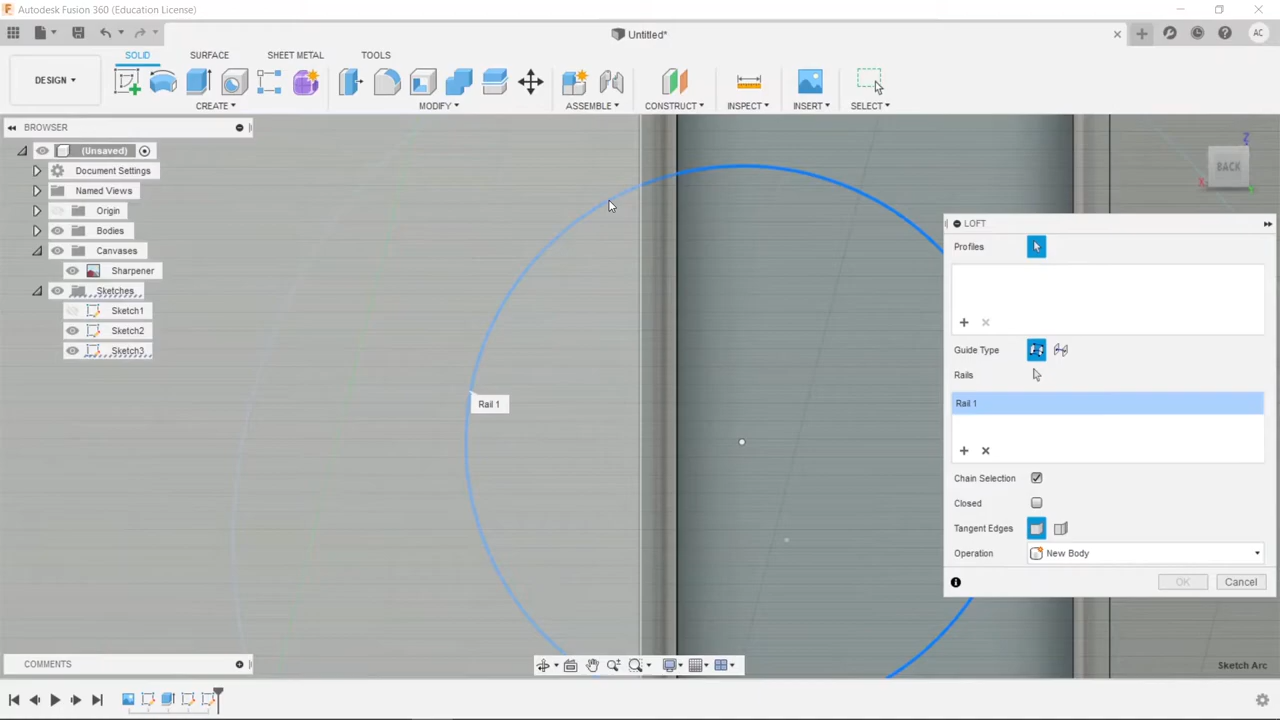 Autodesk Fusion 360 (Education License)
Untitled*
AC
DESIGN
SOLID
SURFACE
SHEET METAL
TOOLS
CREATE
MODIFY
ASSEMBLE
CONSTRUCT
INSPECT
INSERT
SELECT
BROWSER
(Unsaved)
Document Settings
Named Views
Origin
Bodies
Canvases
Sharpener
Sketches
Sketch1
Sketch2
Sketch3
Z
BACK
X
Y
Rail 1
LOFT
Profiles
Guide Type
Rails
Rail 1
Chain Selection
Closed
Tangent Edges
Operation
New Body
OK
Cancel
COMMENTS
Sketch Arc